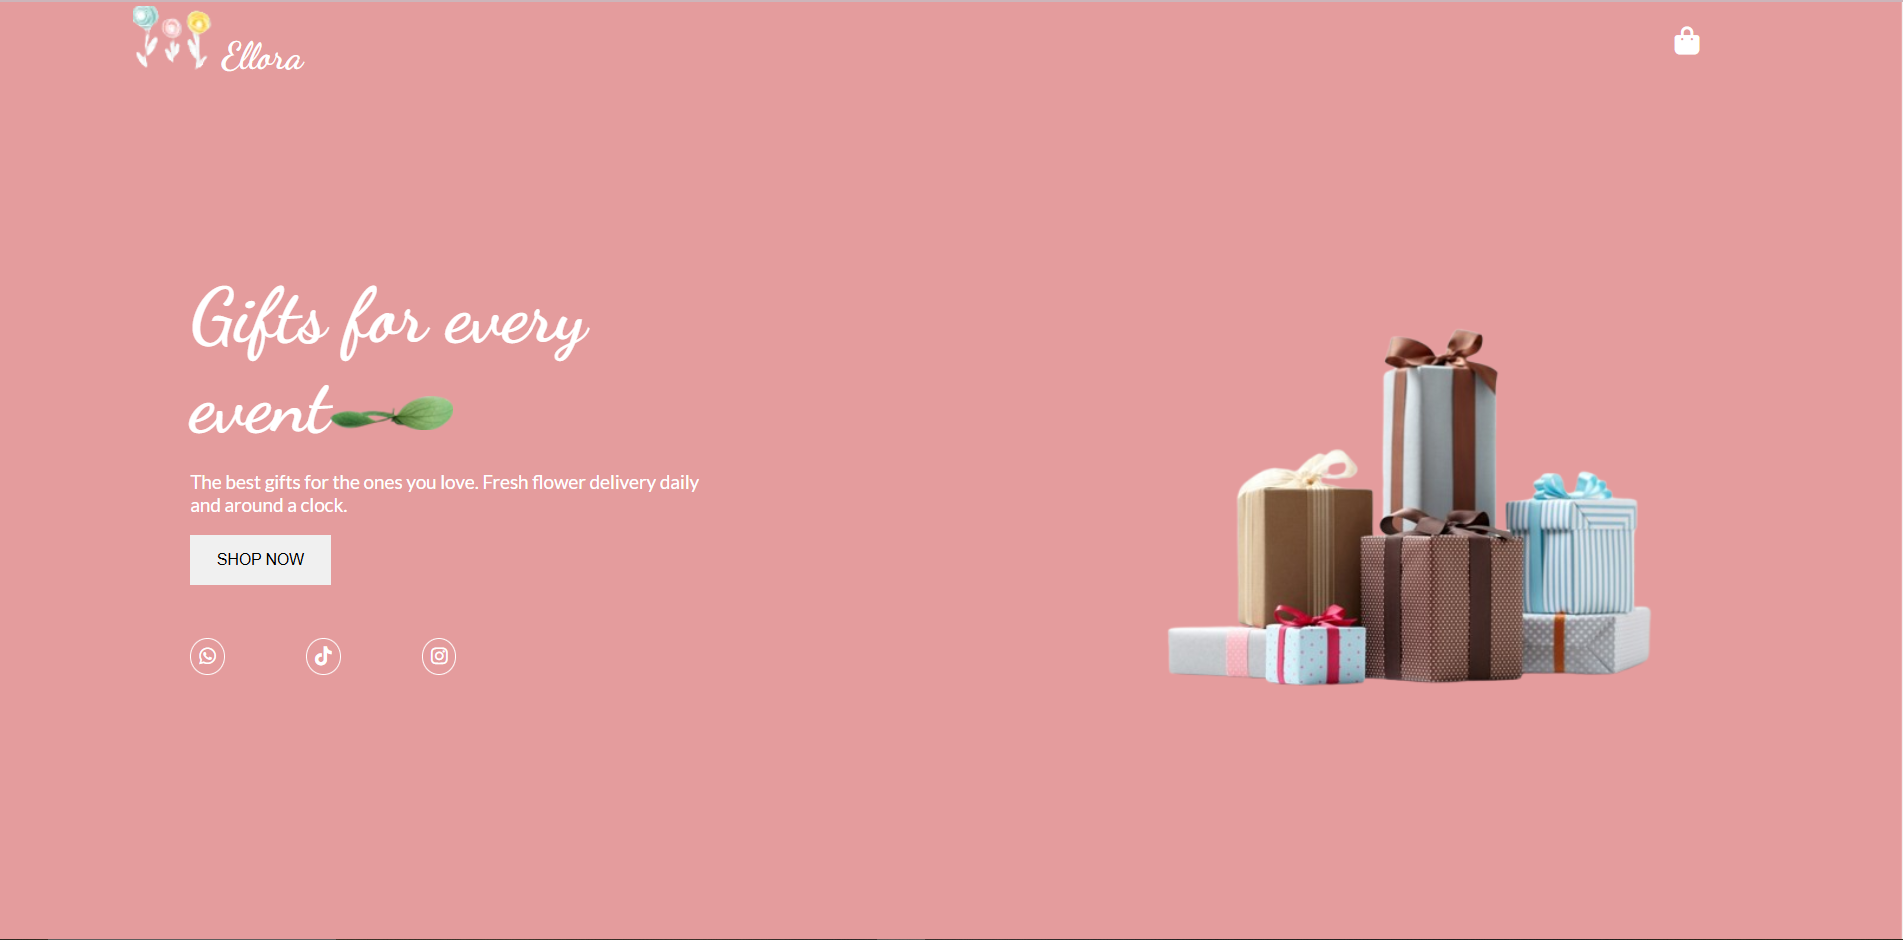 Ellora
Gifts for every
event
The best gifts for the ones you love. Fresh flower delivery daily
and around a clock.
SHOP NOW